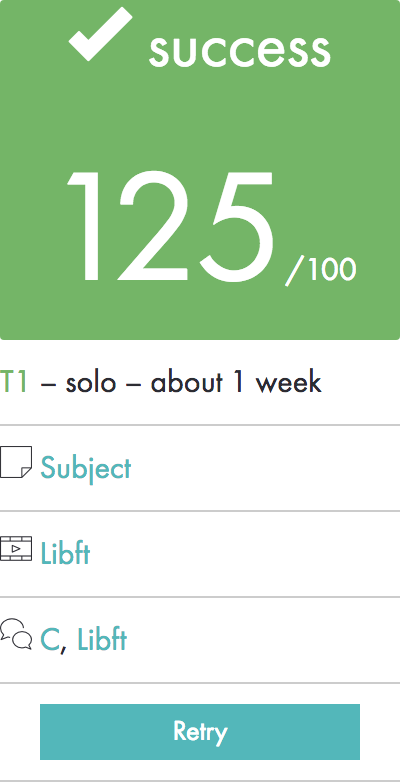 success
125 /100
T1 – solo – about 1 week
Subject
Libft
C, Libft
Retry